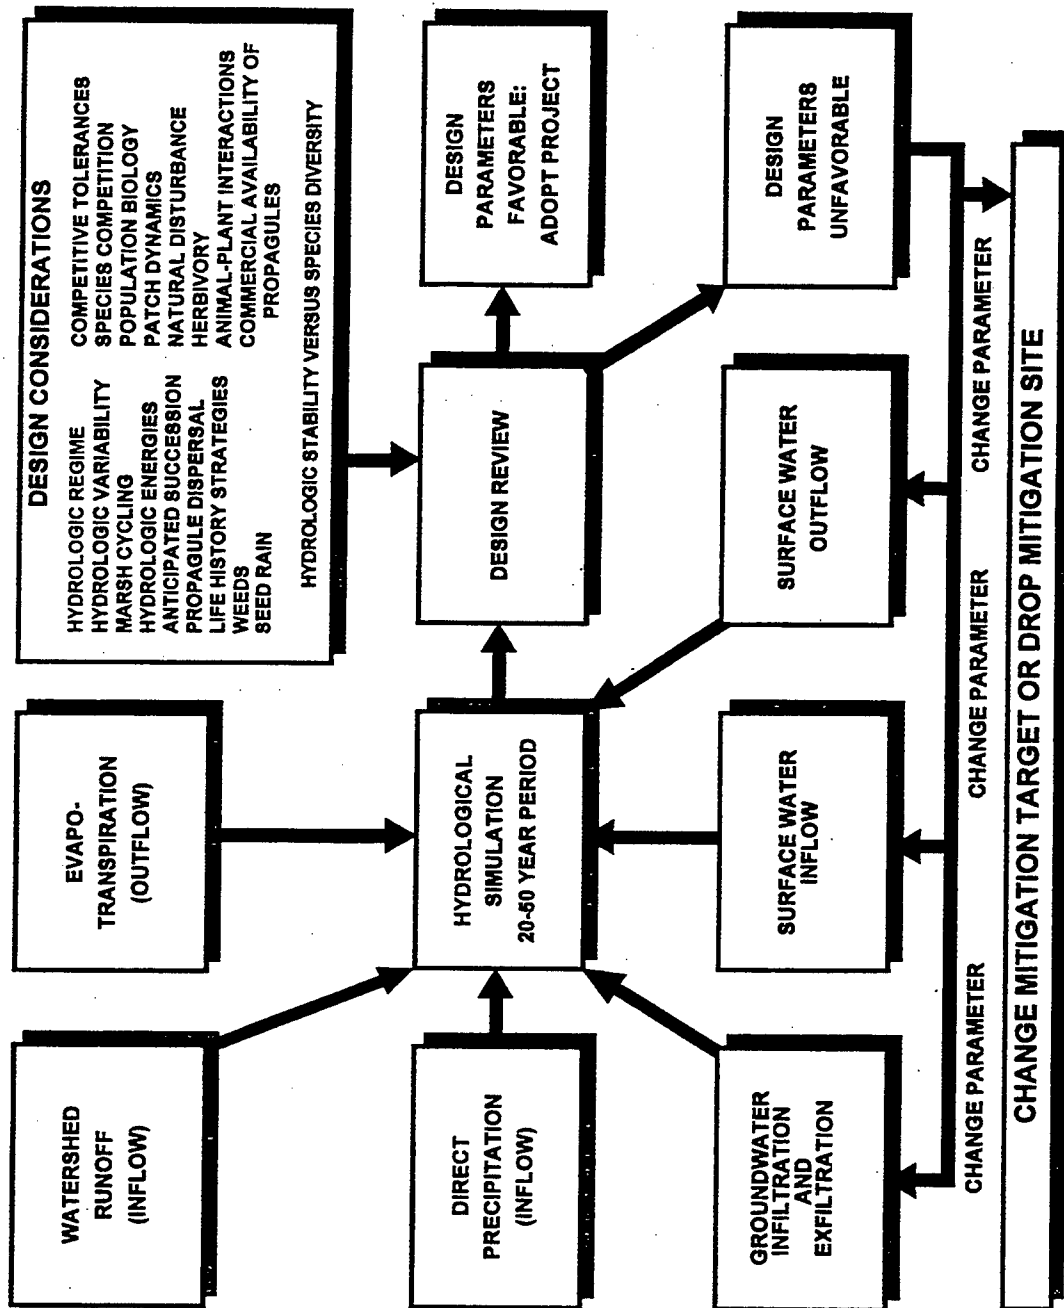 WATERSHED
RUNOFF
(INFLOW)
EVAPO-
TRANSPIRATION
(OUTFLOW)
DESIGN CONSIDERATIONS
HYDROLOGIC REGIME
HYDROLOGIC VARIABILITY
MARSH CYCLING
HYDROLOGIC ENERGIES
ANTICIPATED SUCCESSION
PROPAGULE DISPERSAL
LIFE HISTORY STRATEGIES
WEEDS
SEED RAIN
COMPETITIVE TOLERANCES
SPECIES COMPETITION
POPULATION BIOLOGY
PATCH DYNAMICS
NATURAL DISTURBANCE
HERBIVORY
ANIMAL-PLANT INTERACTIONS
COMMERCIAL AVAILABILITY OF
PROPAGULES
HYDROLOGIC STABILITY VERSUS SPECIES DIVERSITY
DIRECT
PRECIPITATION
(INFLOW)
HYDROLOGICAL
SIMULATION
20-50 YEAR PERIOD
DESIGN REVIEW
DESIGN
PARAMETERS
FAVORABLE:
ADOPT PROJECT
GROUNDWATER
INFILTRATION
AND
EXFILTRATION
SURFACE WATER
INFLOW
SURFACE WATER
OUTFLOW
DESIGN
PARAMETERS
UNFAVORABLE
CHANGE PARAMETER
CHANGE PARAMETER
CHANGE PARAMETER
CHANGE MITIGATION TARGET OR DROP MITIGATION SITE